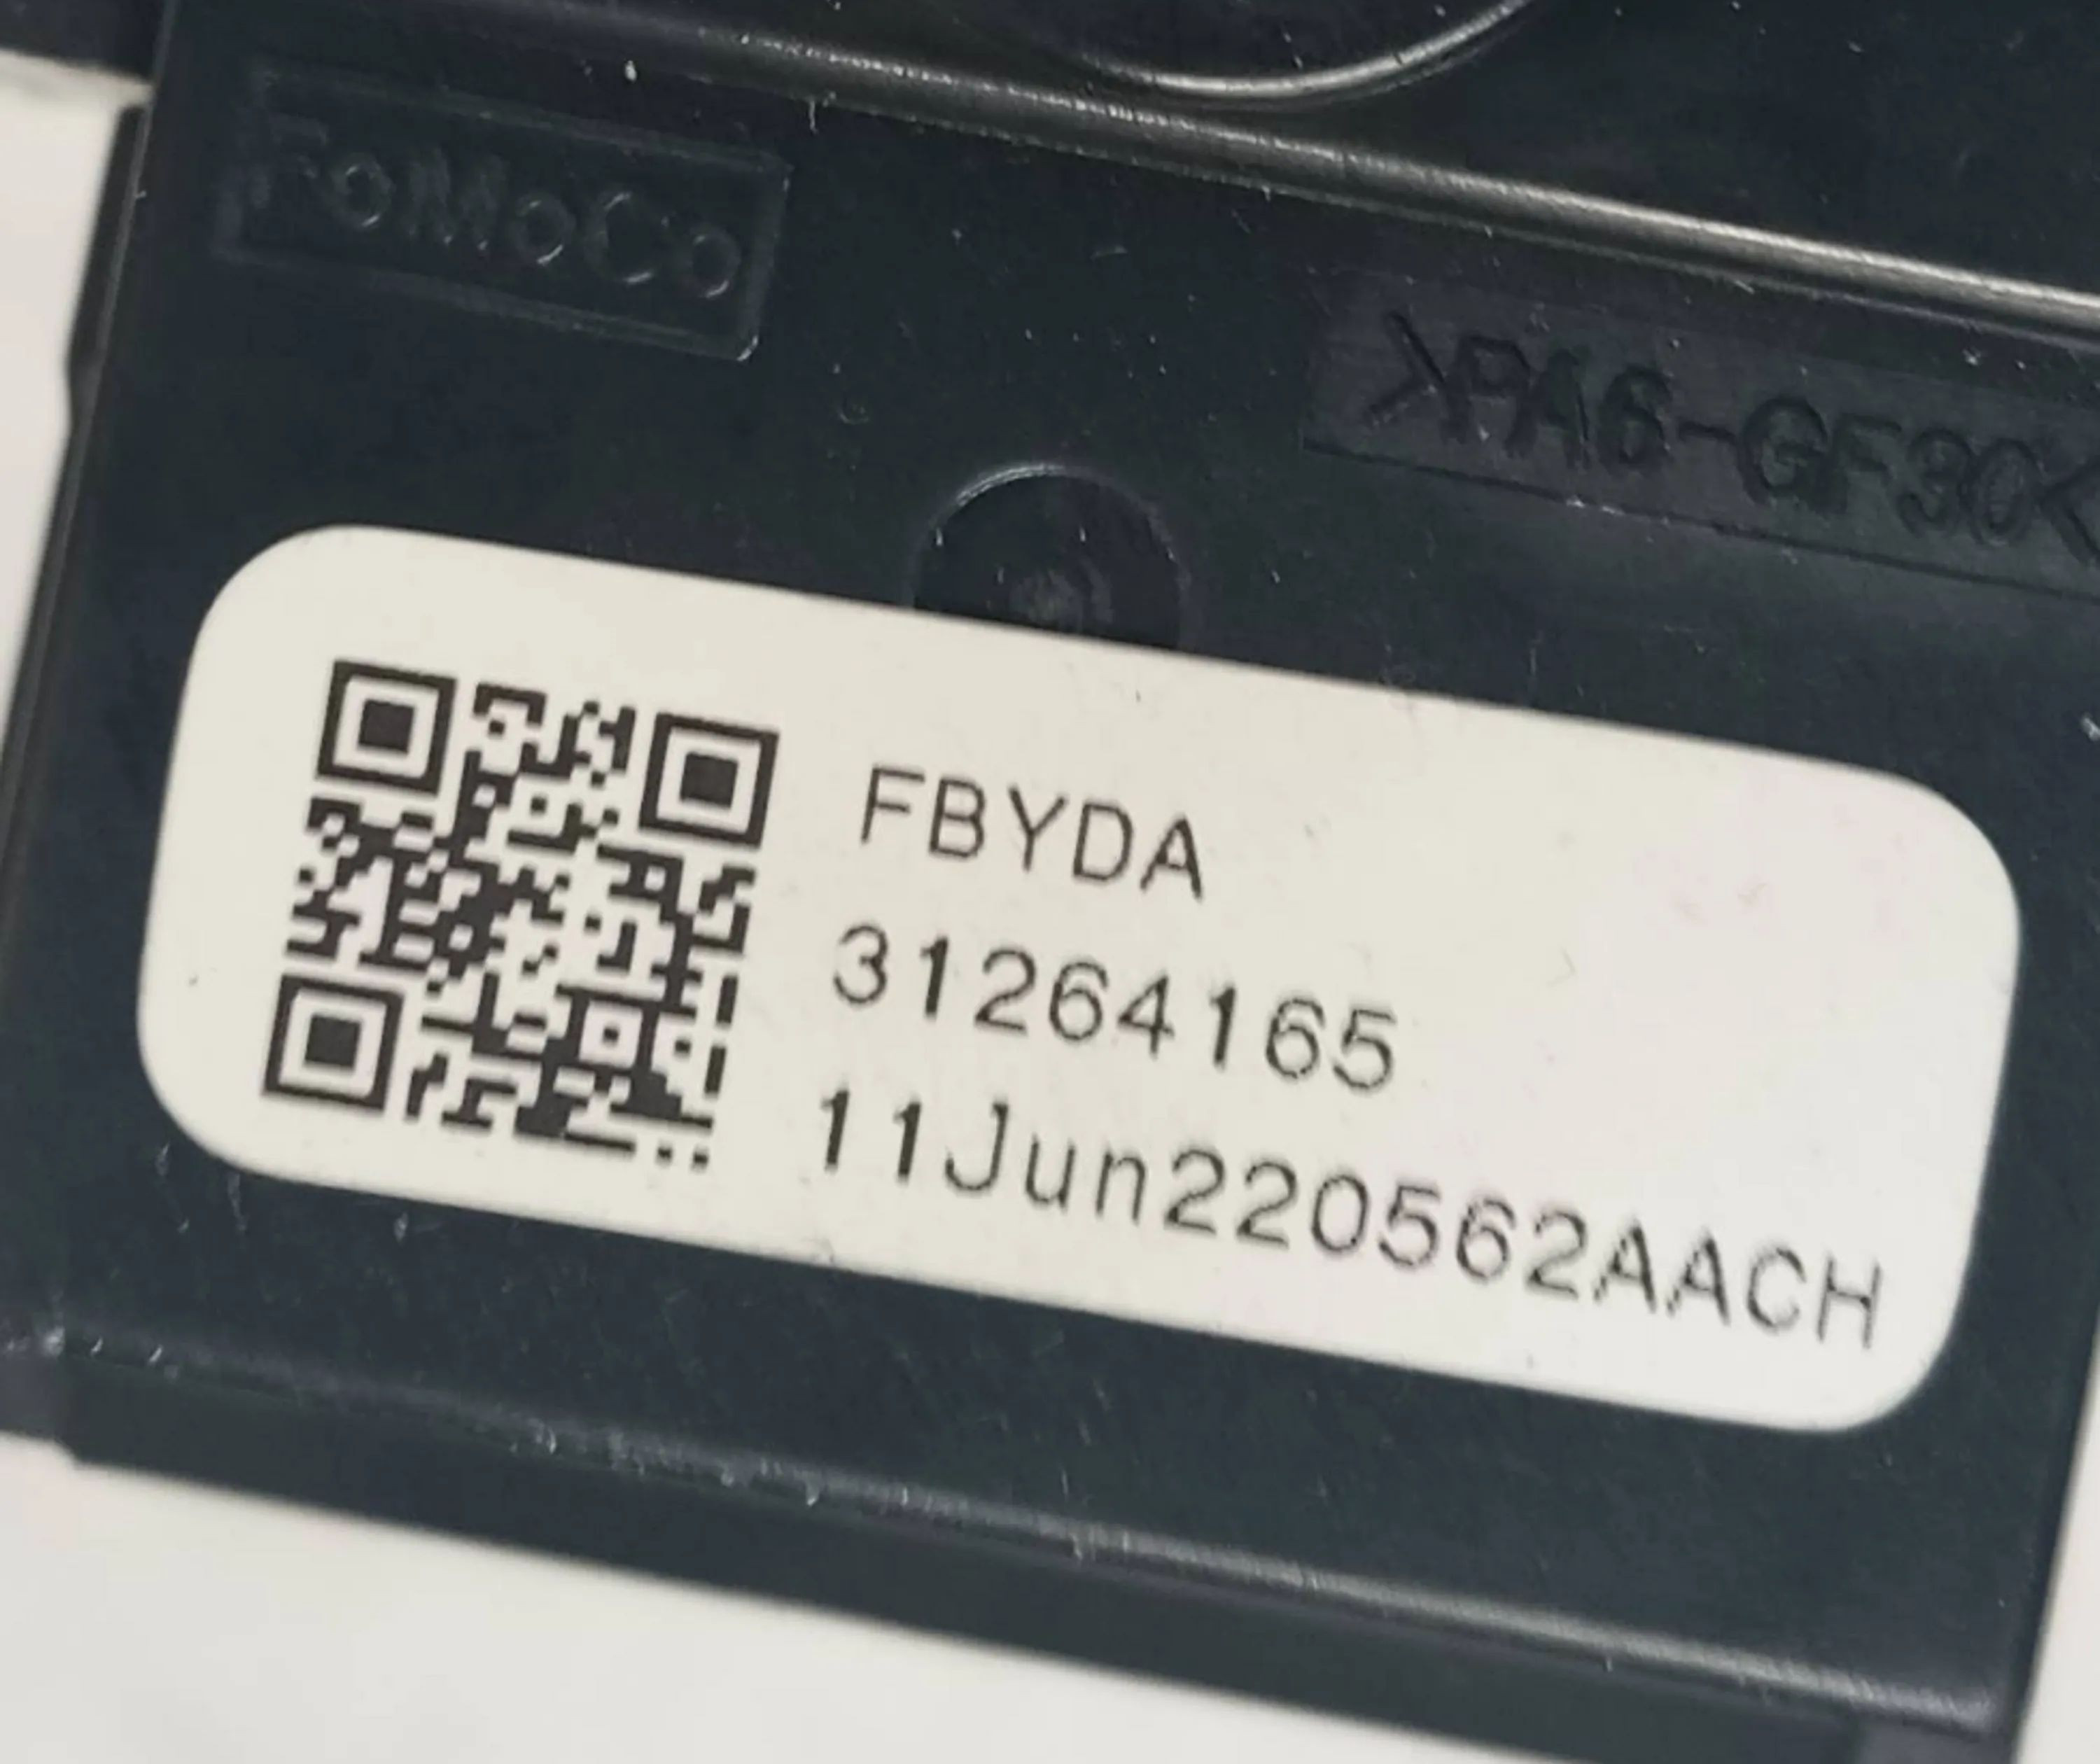 FoMoCo
>PA6-GF30<
FBYDA
31264165
11Jun220562AACH